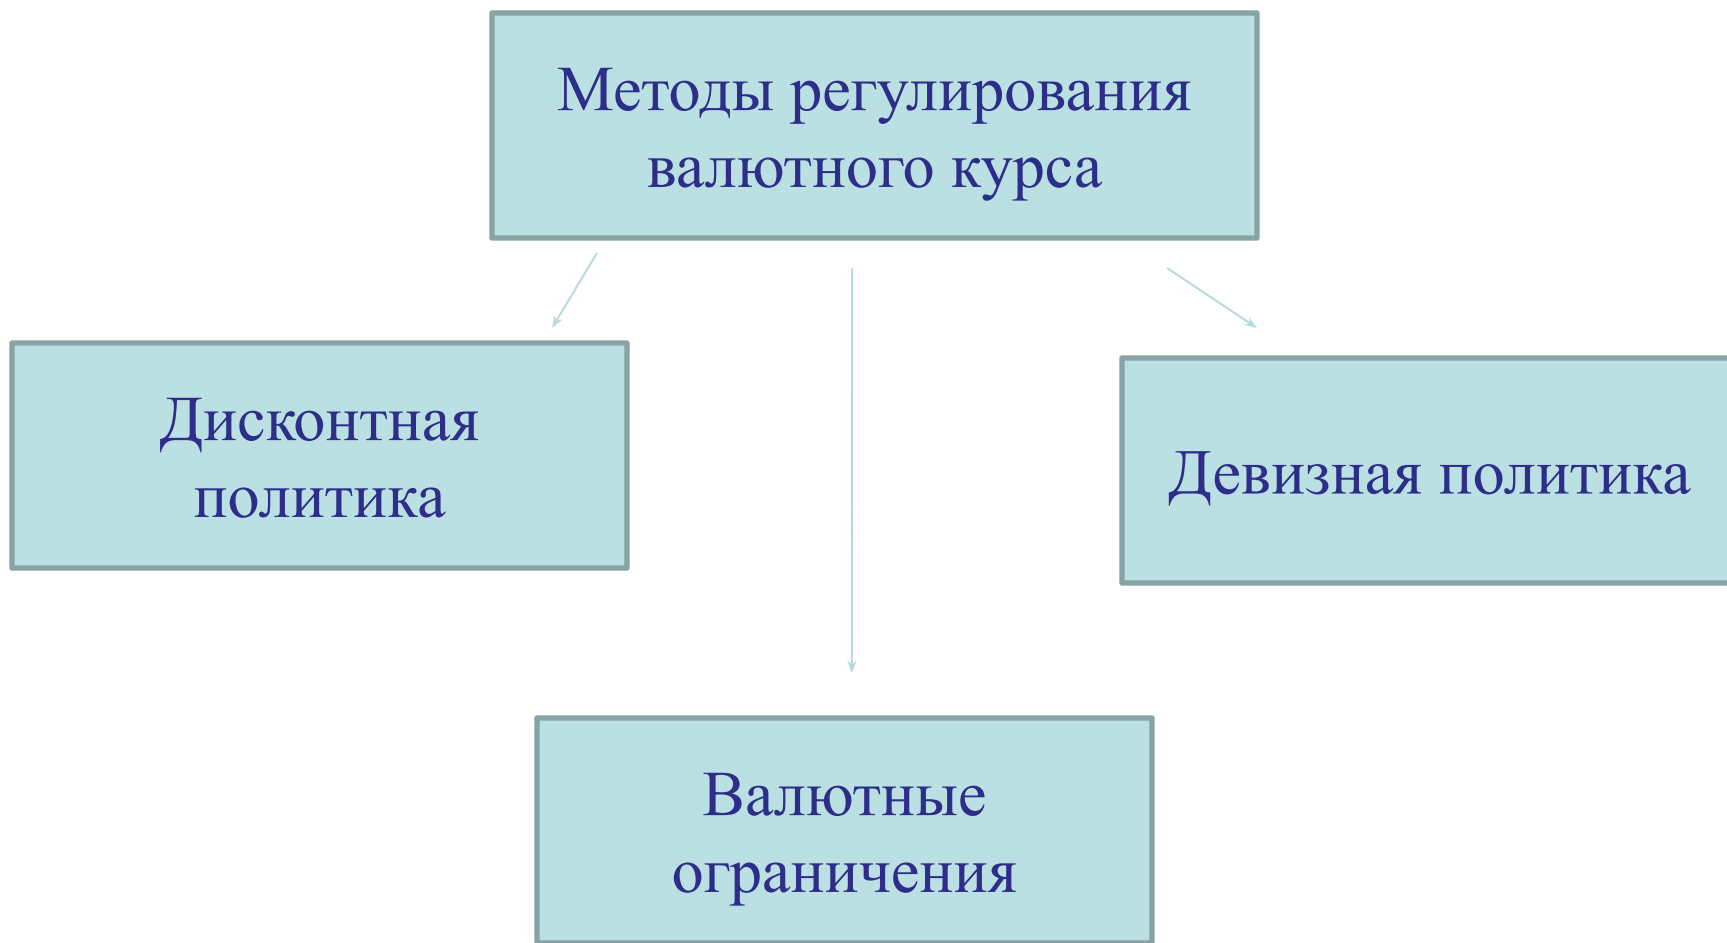 Методы регулирования
валютного курса
Дисконтная
политика
Девизная политика
Валютные
ограничения